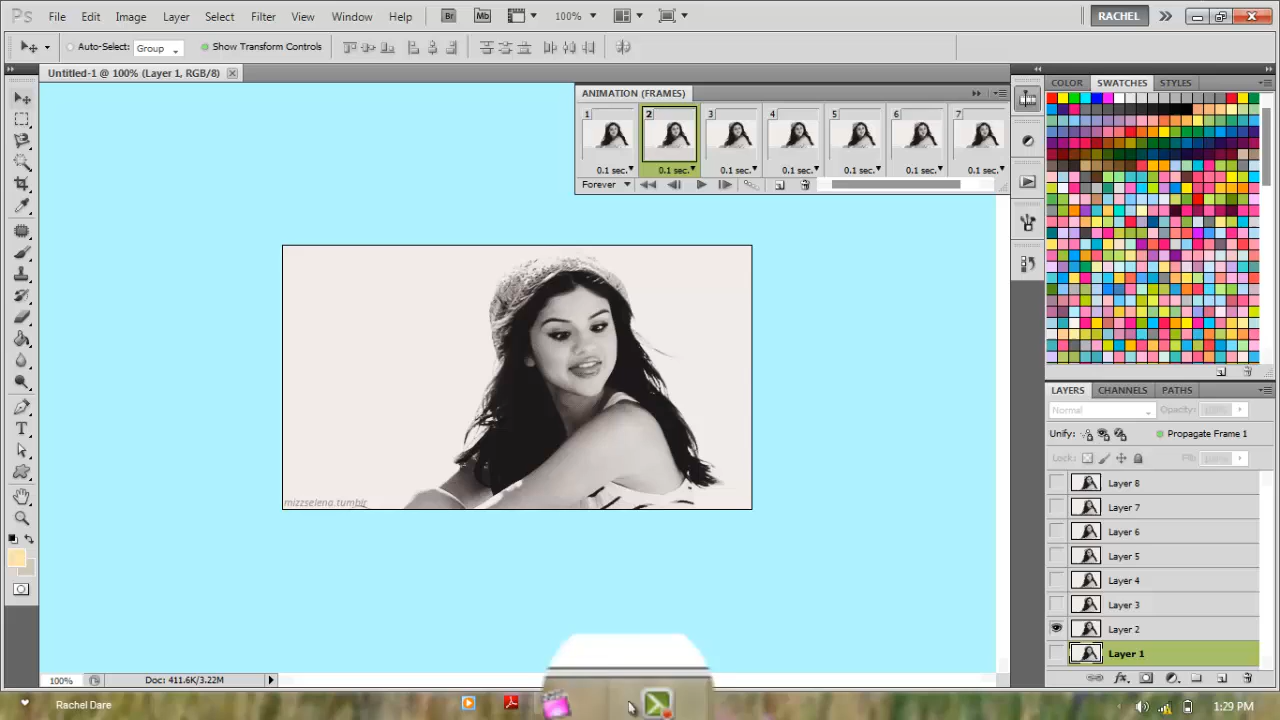 Ps File Edit Image Layer Select Filter View Window Help Br Mb 100% RACHEL
Auto-Select: Group Show Transform Controls
Untitled-1 @ 100% (Layer 1, RGB/8)
ANIMATION (FRAMES)
1 2 3 4 5 6 7
0.1 sec. 0.1 sec. 0.1 sec. 0.1 sec. 0.1 sec. 0.1 sec. 0.1 sec.
Forever
COLOR SWATCHES STYLES
LAYERS CHANNELS PATHS
Normal Opacity: 100%
Unify: Propagate Frame 1
Lock: Fill: 100%
Layer 8
Layer 7
Layer 6
Layer 5
Layer 4
Layer 3
Layer 2
Layer 1
mizzselena.tumblr
100% Doc: 411.6K/3.22M
Rachel Dare 1:29 PM